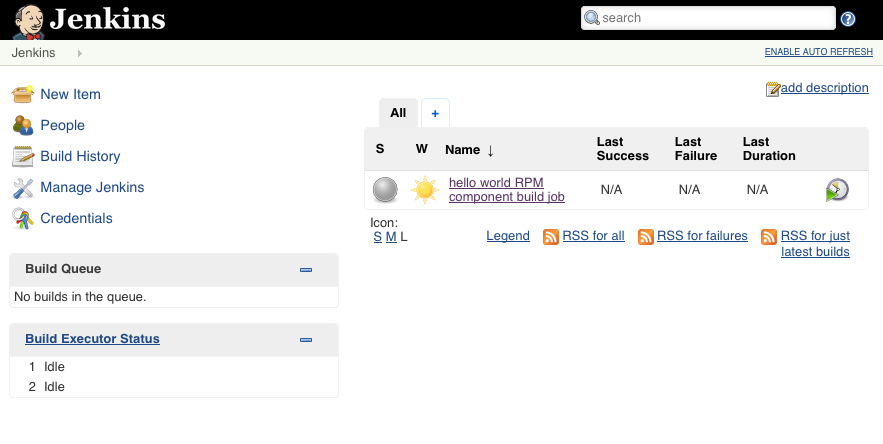 Jenkins
search
Jenkins
ENABLE AUTO REFRESH
New Item
People
Build History
Manage Jenkins
Credentials
Build Queue
No builds in the queue.
Build Executor Status
1 Idle
2 Idle
add description
All +
S W Name ↓ Last Success Last Failure Last Duration
hello world RPM
component build job
N/A N/A N/A
Icon:
S M L
Legend RSS for all RSS for failures RSS for just
latest builds